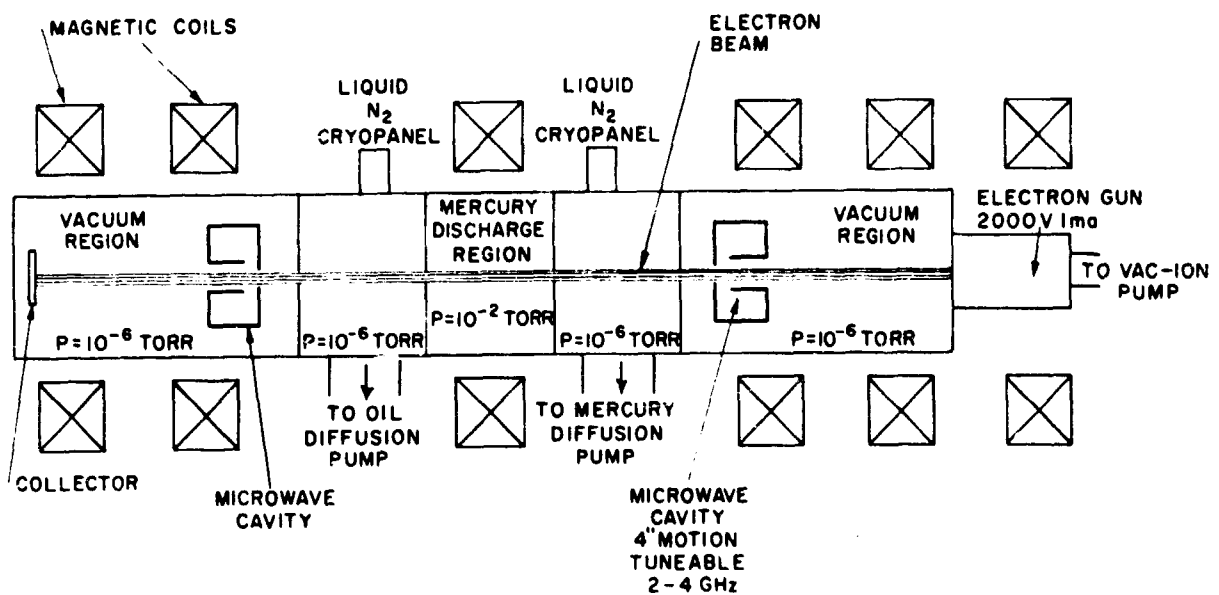 MAGNETIC COILS
ELECTRON
BEAM
LIQUID
N2
CRYOPANEL
LIQUID
N2
CRYOPANEL
VACUUM
REGION
MERCURY
DISCHARGE
REGION
VACUUM
REGION
ELECTRON GUN
2000V 1ma
TO VAC-ION
PUMP
P=10⁻⁶ TORR
P=10⁻⁶ TORR
P=10⁻² TORR
P=10⁻⁶ TORR
P=10⁻⁶ TORR
TO OIL
DIFFUSION
PUMP
TO MERCURY
DIFFUSION
PUMP
COLLECTOR
MICROWAVE
CAVITY
MICROWAVE
CAVITY
4" MOTION
TUNEABLE
2-4 GHz